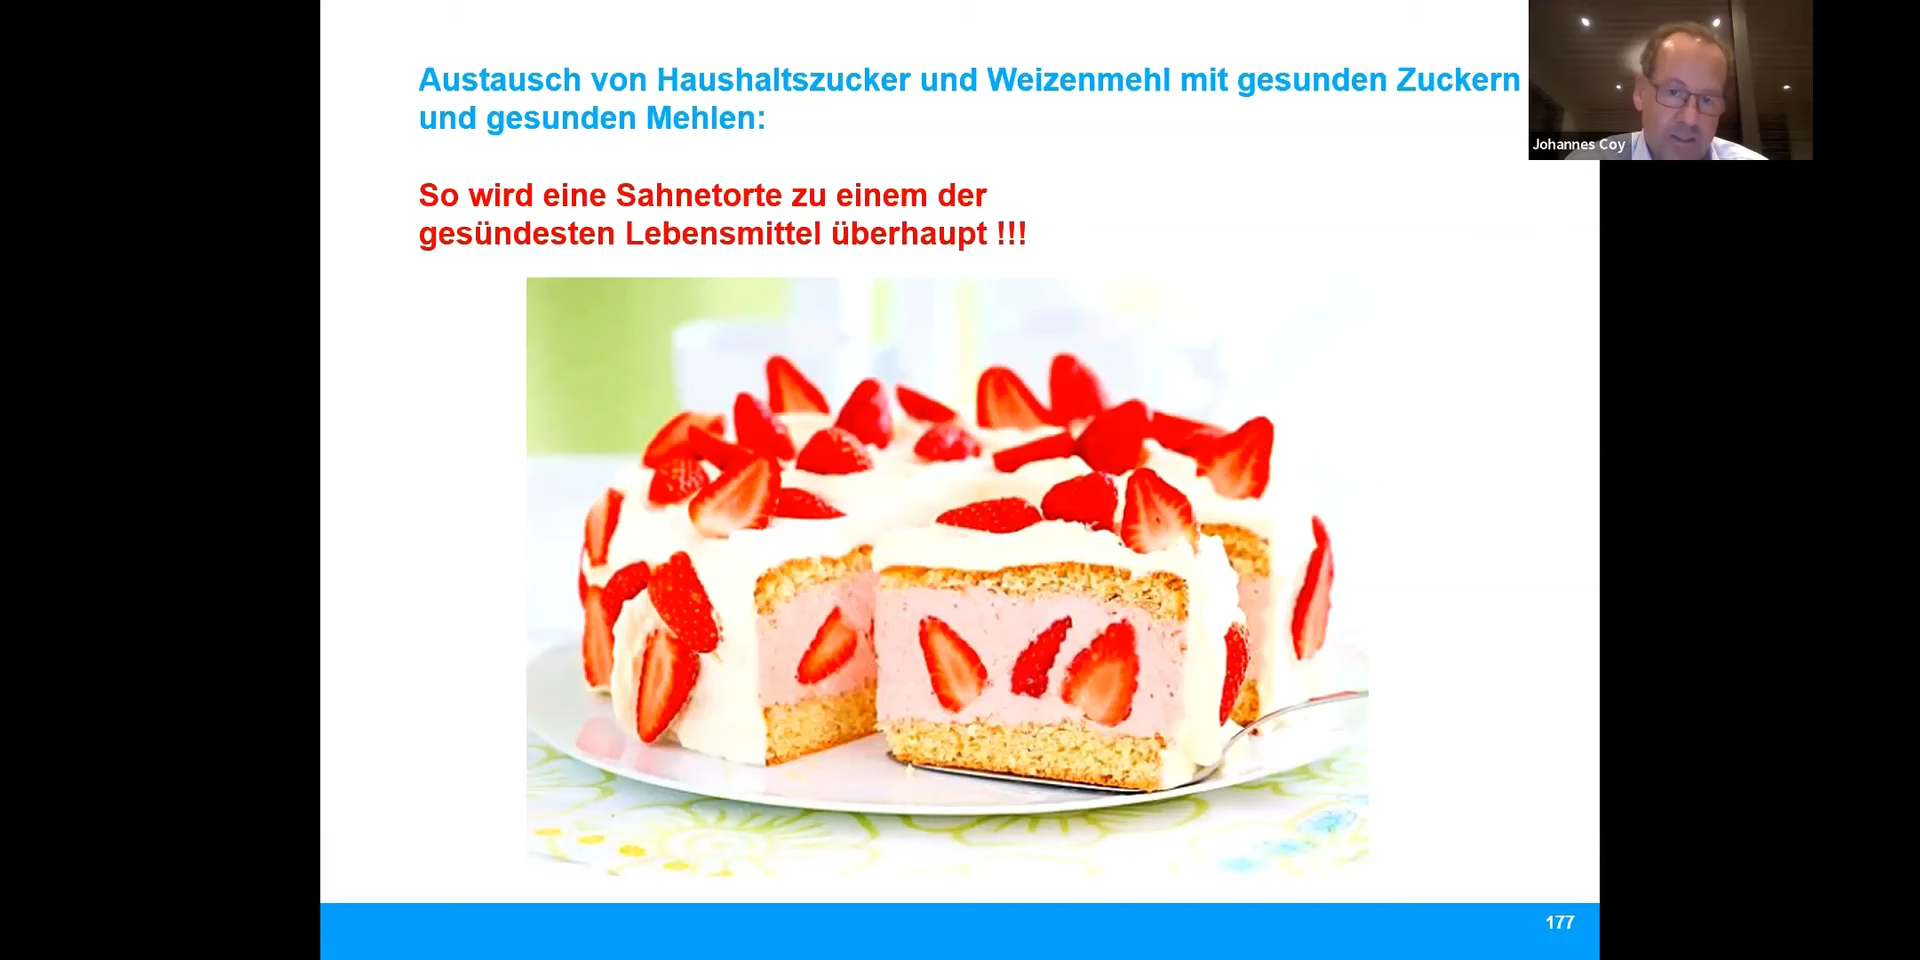 Austausch von Haushaltszucker und Weizenmehl mit gesunden Zuckern
und gesunden Mehlen:
So wird eine Sahnetorte zu einem der
gesündesten Lebensmittel überhaupt !!!
Johannes Coy
177